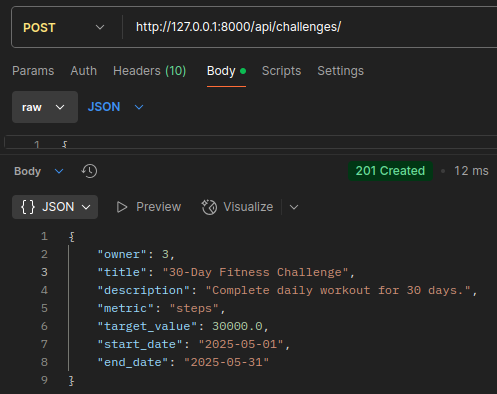 POST http://127.0.0.1:8000/api/challenges/
Params Auth Headers (10) Body Scripts Settings
raw JSON
1 {
Body 201 Created • 12 ms
{} JSON Preview Visualize
1 {
2 "owner": 3,
3 "title": "30-Day Fitness Challenge",
4 "description": "Complete daily workout for 30 days.",
5 "metric": "steps",
6 "target_value": 30000.0,
7 "start_date": "2025-05-01",
8 "end_date": "2025-05-31"
9 }